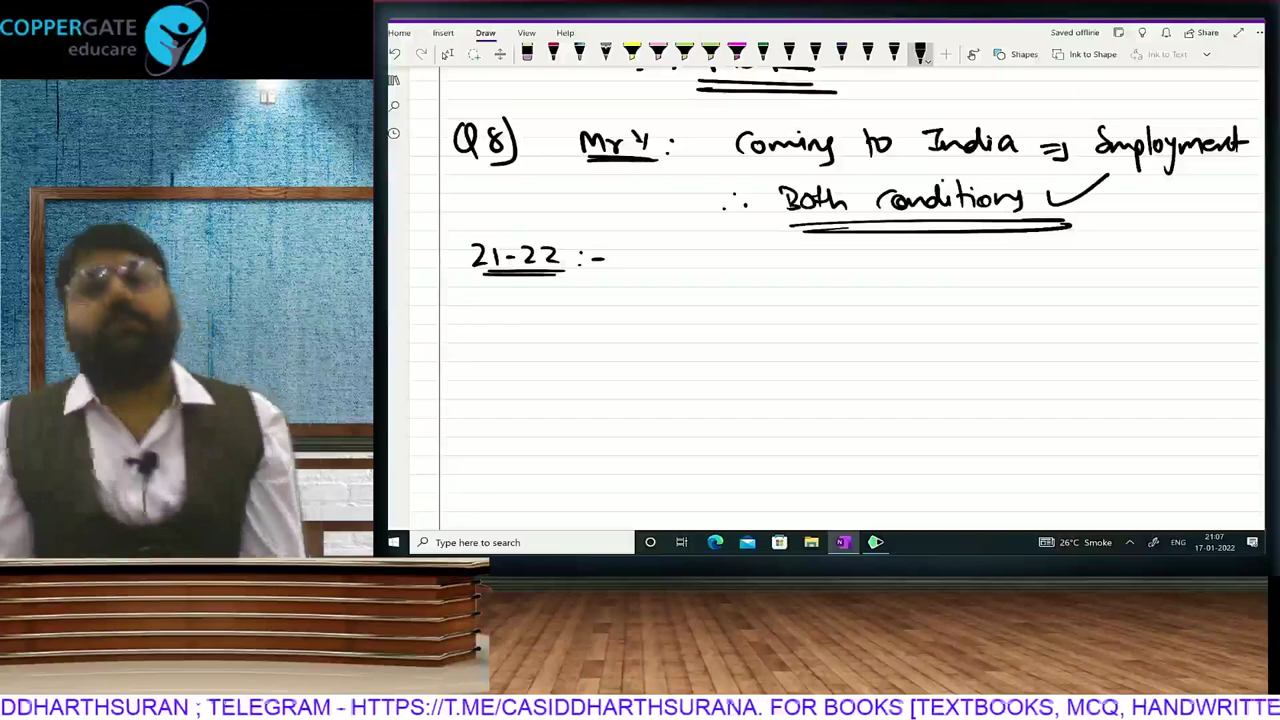 COPPERGATE
educare
Home Insert Draw View Help
Saved offline Share
Shapes Ink to Shape Ink to Text
Q 8] Mr Y : Coming to India ⇒ Employment
∴ Both conditions ✓
21-22 :-
Type here to search
26°C Smoke ENG 21:07
17-01-2022
DDHARTHSURAN ; TELEGRAM - HTTPS://T.ME/CASIDDHARTHSURANA. FOR BOOKS [TEXTBOOKS, MCQ, HANDWRITTE